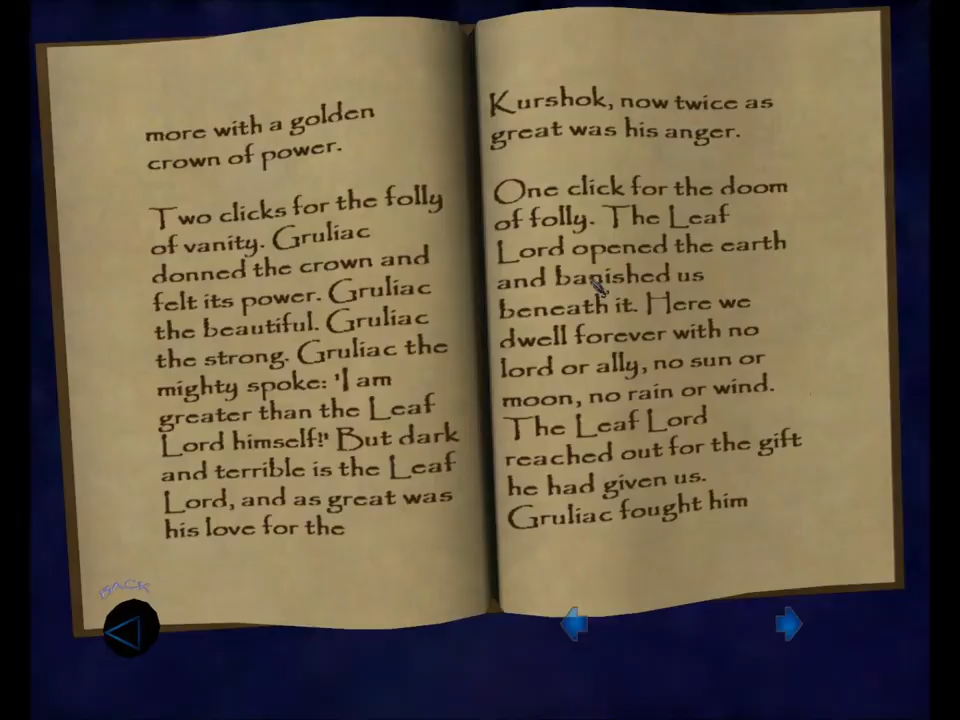 more with a golden
crown of power.
Two clicks for the folly
of vanity. Gruliac
donned the crown and
felt its power. Gruliac
the beautiful. Gruliac
the strong. Gruliac the
mighty spoke: 'I am
greater than the Leaf
Lord himself!' But dark
and terrible is the Leaf
Lord, and as great was
his love for the
Kurshok, now twice as
great was his anger.
One click for the doom
of folly. The Leaf
Lord opened the earth
and banished us
beneath it. Here we
dwell forever with no
lord or ally, no sun or
moon, no rain or wind.
The Leaf Lord
reached out for the gift
he had given us.
Gruliac fought him
BACK